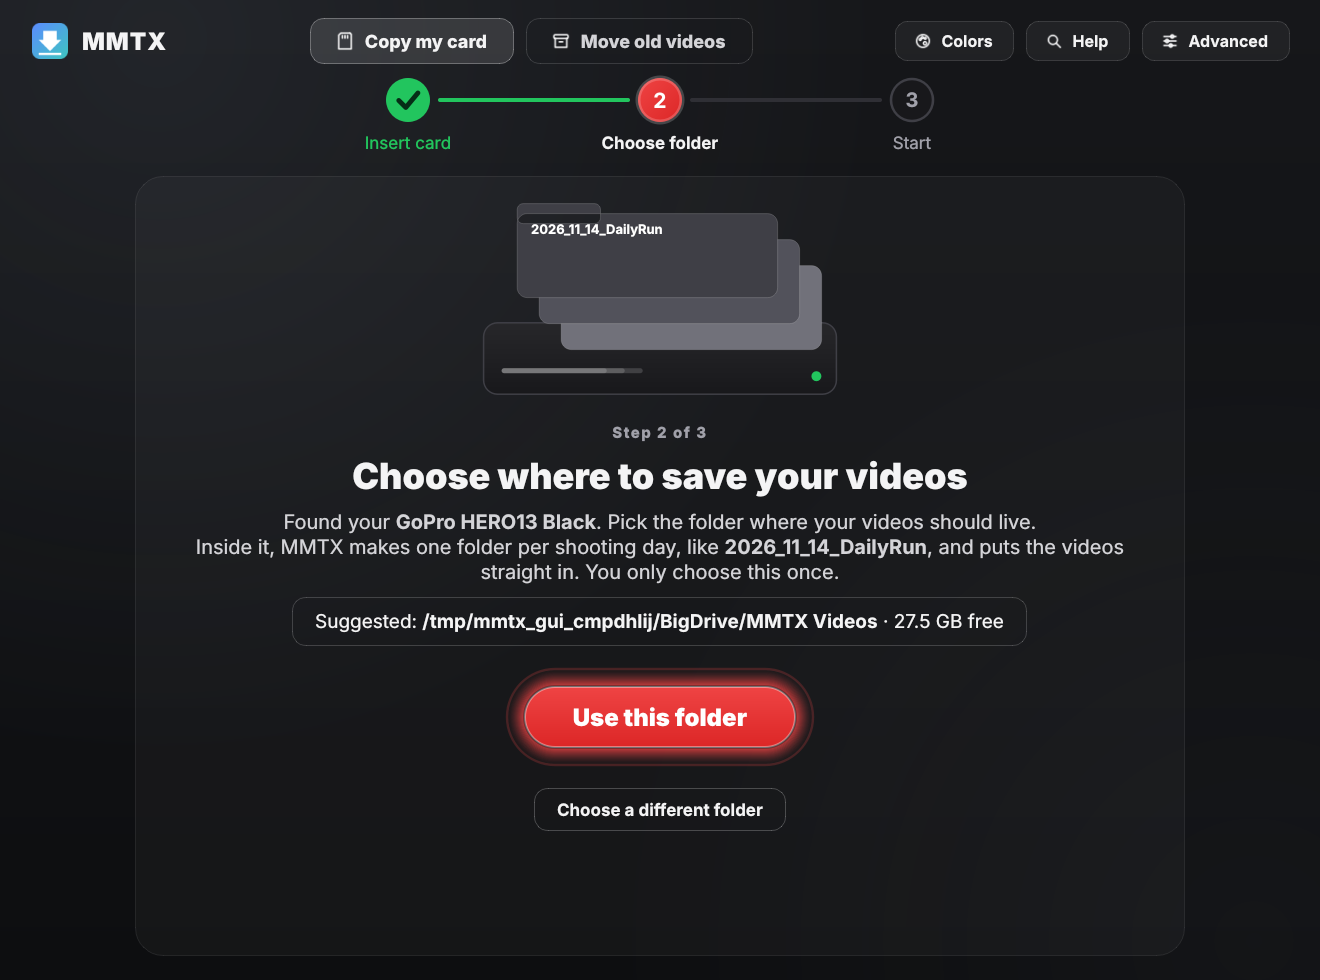 MMTX
Copy my card
Move old videos
Colors
Help
Advanced
2
3
Insert card
Choose folder
Start
2026_11_14_DailyRun
Step 2 of 3
Choose where to save your videos
Found your GoPro HERO13 Black. Pick the folder where your videos should live.
Inside it, MMTX makes one folder per shooting day, like 2026_11_14_DailyRun, and puts the videos
straight in. You only choose this once.
Suggested: /tmp/mmtx_gui_cmpdhlij/BigDrive/MMTX Videos · 27.5 GB free
Use this folder
Choose a different folder